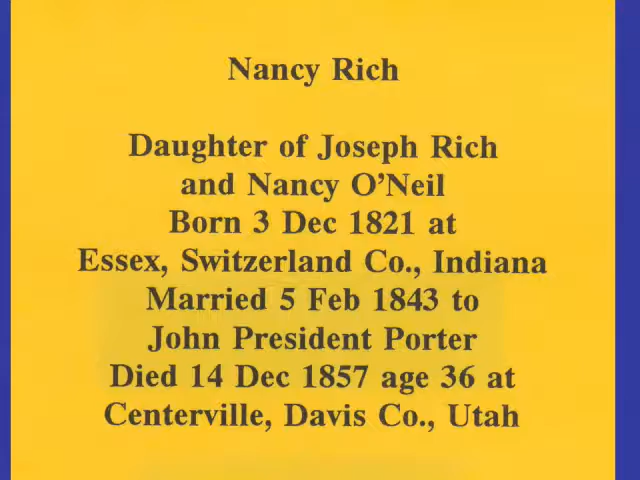 Nancy Rich
Daughter of Joseph Rich
and Nancy O'Neil
Born 3 Dec 1821 at
Essex, Switzerland Co., Indiana
Married 5 Feb 1843 to
John President Porter
Died 14 Dec 1857 age 36 at
Centerville, Davis Co., Utah